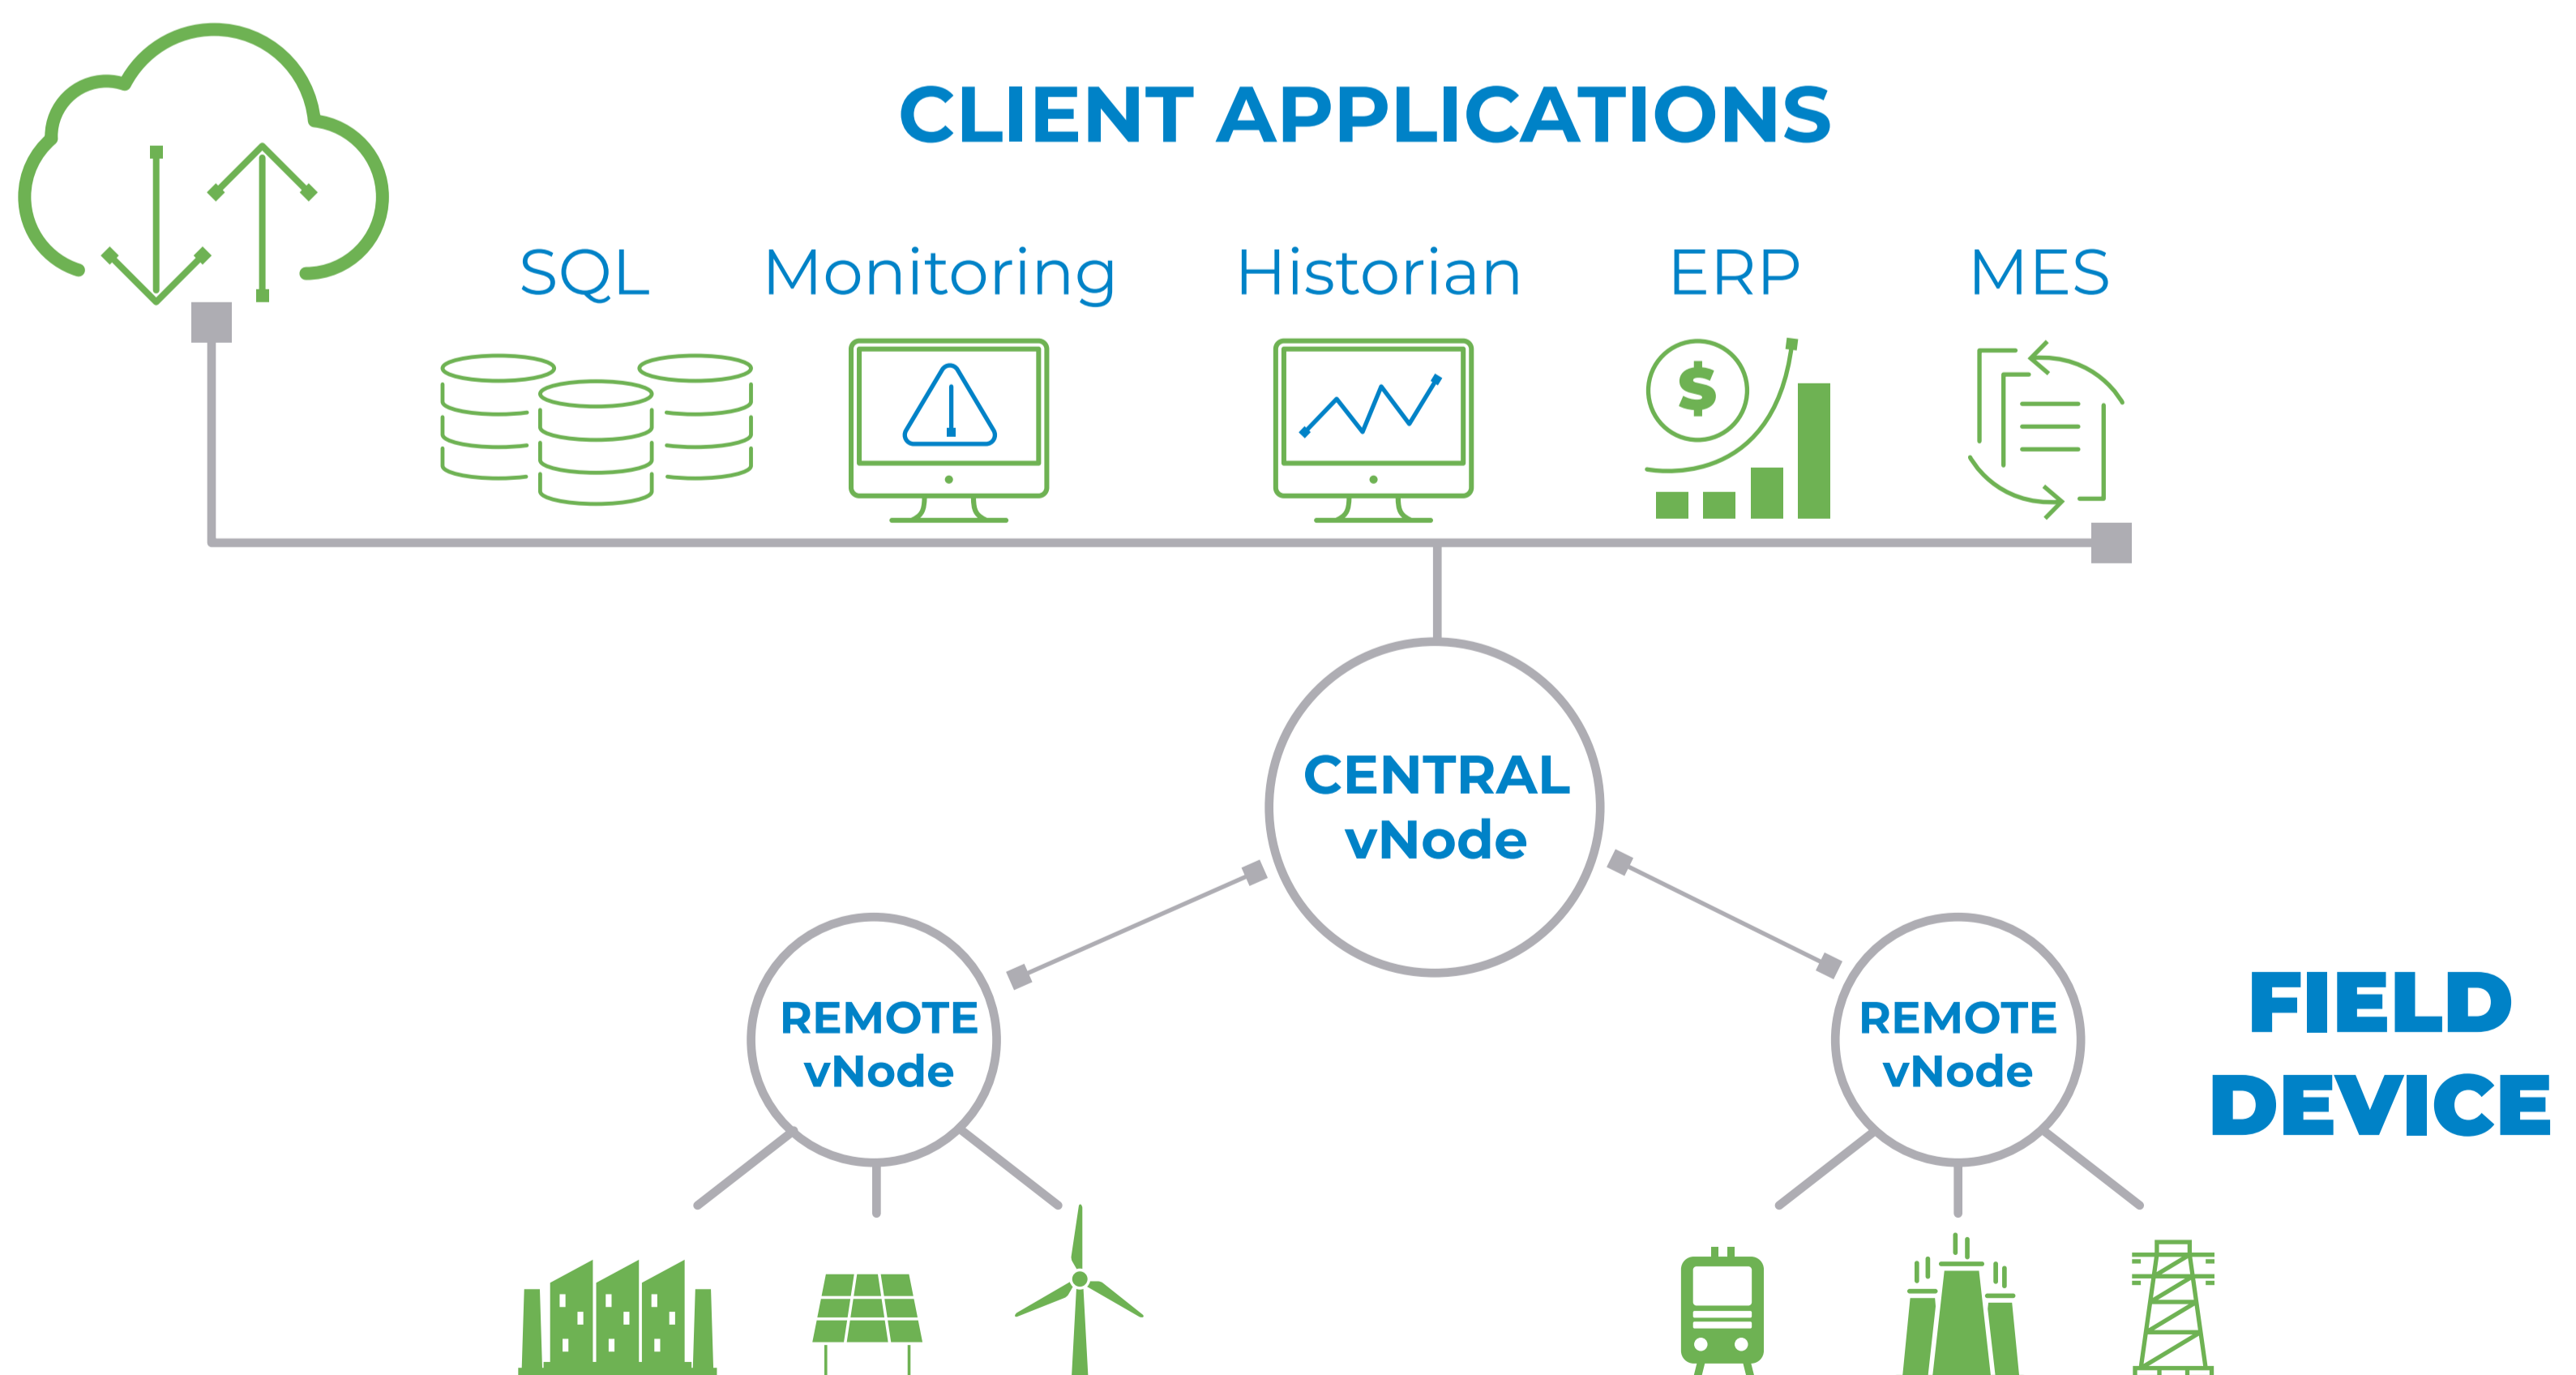 CLIENT APPLICATIONS
SQL Monitoring Historian ERP MES
$
CENTRAL
vNode
REMOTE
vNode
REMOTE
vNode
FIELD
DEVICE